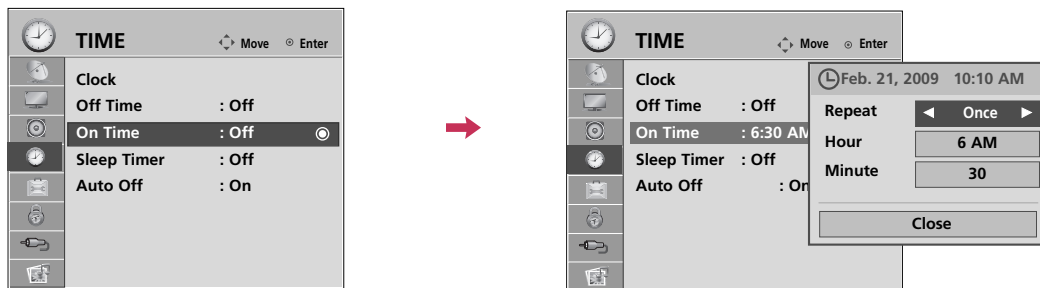 TIME Move Enter
Clock
Off Time : Off
On Time : Off
Sleep Timer : Off
Auto Off : On
TIME Move Enter
Clock
Off Time : Off
On Time : 6:30 AM
Sleep Timer : Off
Auto Off : On
Feb. 21, 2009 10:10 AM
Repeat ◀ Once ▶
Hour 6 AM
Minute 30
Close